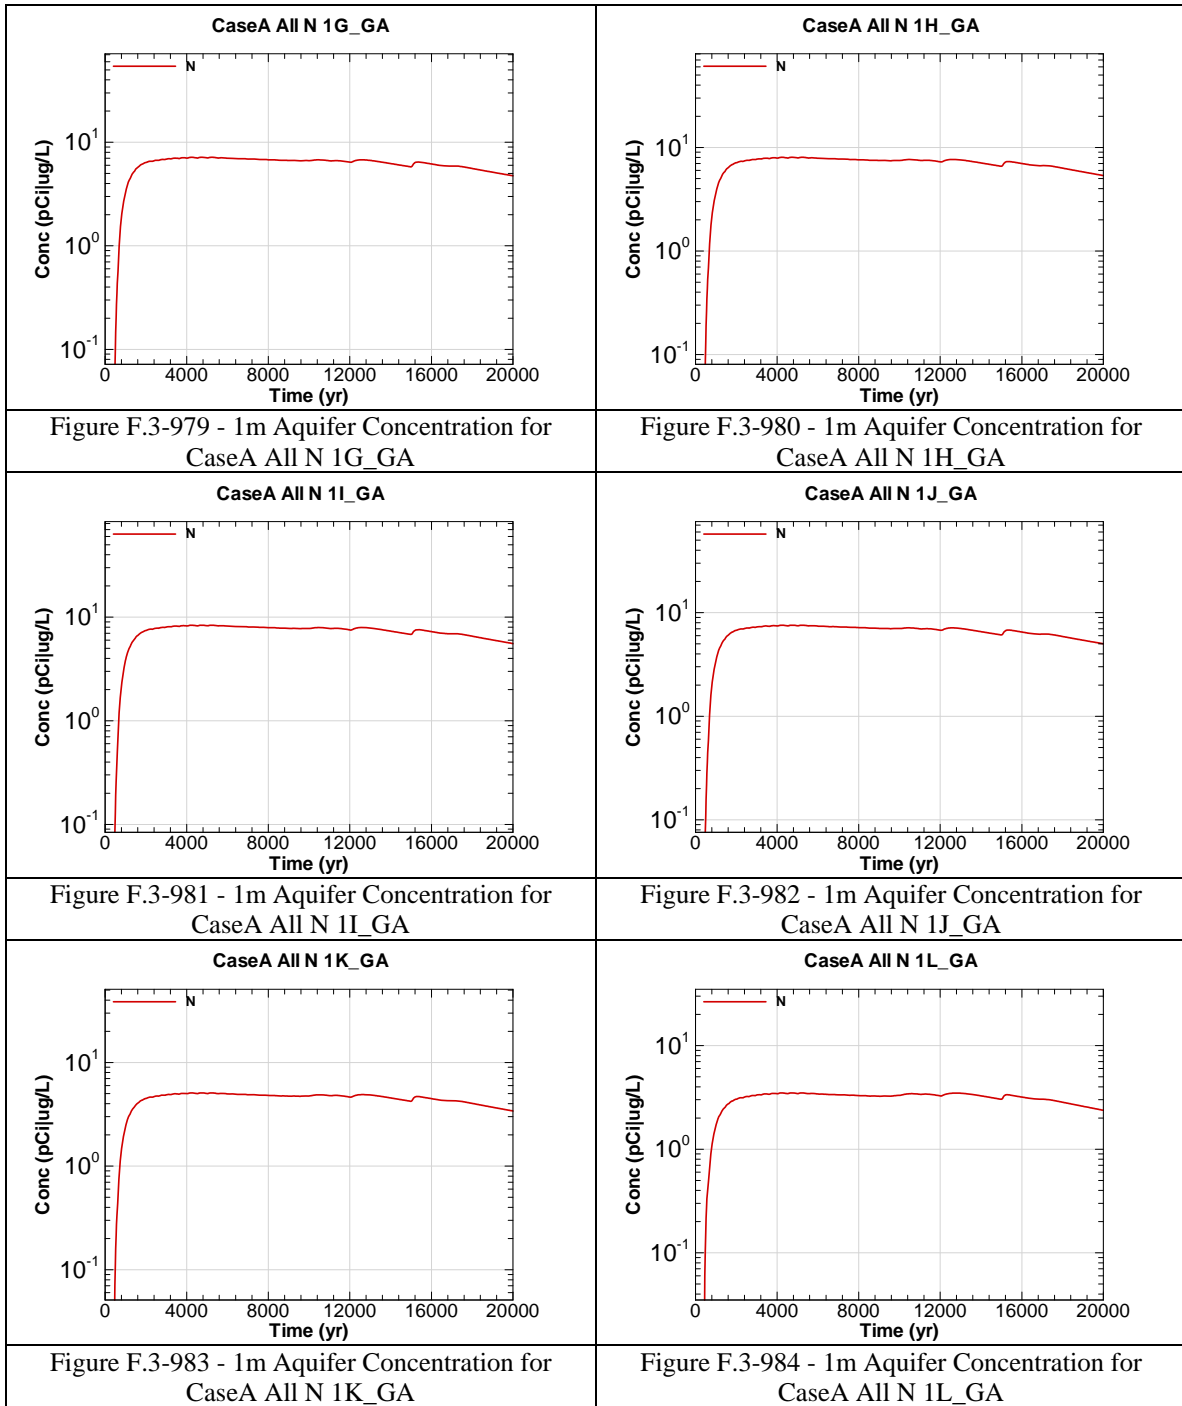 CaseA All N 1G_GA
N
Conc (pCi|ug/L)
10^1
10^0
10^-1
0 4000 8000 12000 16000 20000
Time (yr)
Figure F.3-979 - 1m Aquifer Concentration for
CaseA All N 1G_GA
CaseA All N 1H_GA
N
Conc (pCi|ug/L)
10^1
10^0
10^-1
0 4000 8000 12000 16000 20000
Time (yr)
Figure F.3-980 - 1m Aquifer Concentration for
CaseA All N 1H_GA
CaseA All N 1I_GA
N
Conc (pCi|ug/L)
10^1
10^0
10^-1
0 4000 8000 12000 16000 20000
Time (yr)
Figure F.3-981 - 1m Aquifer Concentration for
CaseA All N 1I_GA
CaseA All N 1J_GA
N
Conc (pCi|ug/L)
10^1
10^0
10^-1
0 4000 8000 12000 16000 20000
Time (yr)
Figure F.3-982 - 1m Aquifer Concentration for
CaseA All N 1J_GA
CaseA All N 1K_GA
N
Conc (pCi|ug/L)
10^1
10^0
10^-1
0 4000 8000 12000 16000 20000
Time (yr)
Figure F.3-983 - 1m Aquifer Concentration for
CaseA All N 1K_GA
CaseA All N 1L_GA
N
Conc (pCi|ug/L)
10^1
10^0
10^-1
0 4000 8000 12000 16000 20000
Time (yr)
Figure F.3-984 - 1m Aquifer Concentration for
CaseA All N 1L_GA